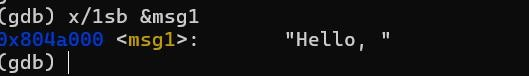 (gdb) x/1sb &msg1
0x804a000 <msg1>:       "Hello, "
(gdb)